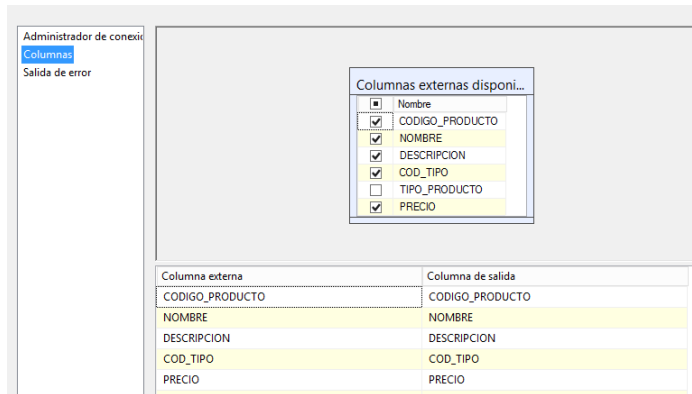 Administrador de conexi
Columnas
Salida de error
Columnas externas disponi...
Nombre
CODIGO_PRODUCTO
NOMBRE
DESCRIPCION
COD_TIPO
TIPO_PRODUCTO
PRECIO
Columna externa Columna de salida
CODIGO_PRODUCTO CODIGO_PRODUCTO
NOMBRE NOMBRE
DESCRIPCION DESCRIPCION
COD_TIPO COD_TIPO
PRECIO PRECIO